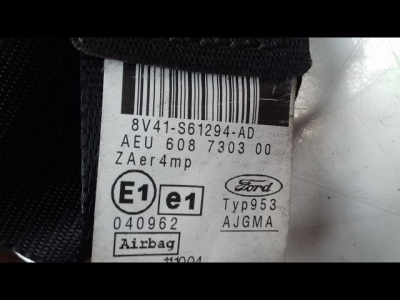 8V41-S61294-AD
AEU 608 7303 00
ZAer4mp
E1 e1 Ford
Typ953
040962 AJGMA
Airbag